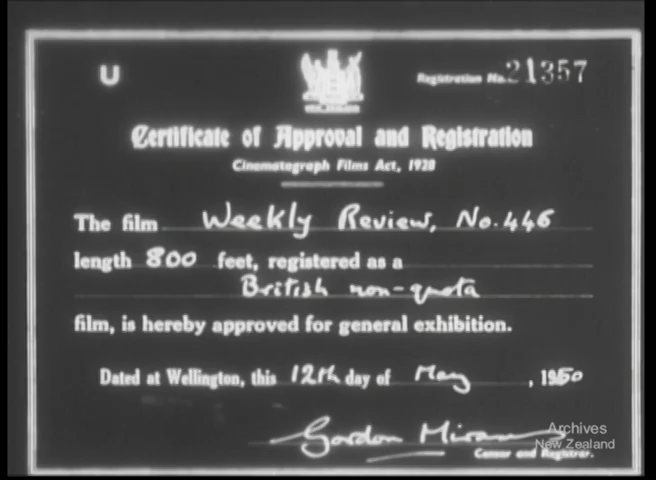 U
Registration No. 21357
Certificate of Approval and Registration
Cinematograph Films Act, 1928
The film Weekly Review, No. 446
length 800 feet, registered as a
British non-quota
film, is hereby approved for general exhibition.
Dated at Wellington, this 12th day of May, 1950
Gordon
Archives
New Zealand
Censor and Registrar.